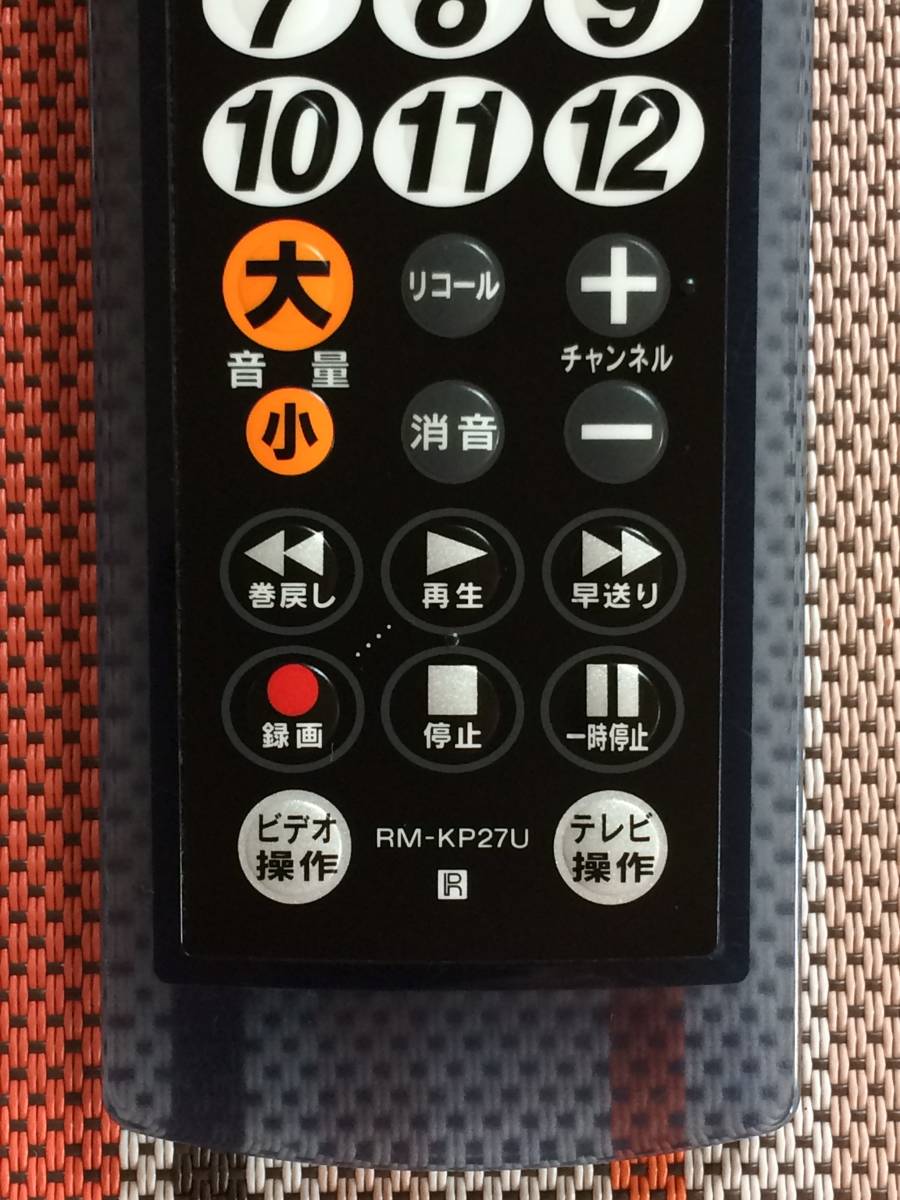 7 8 9
10 11 12
大 リコール +
音量 チャンネル
小 消音 −
巻戻し 再生 早送り
録画 停止 一時停止
ビデオ RM-KP27U テレビ
操作 R 操作